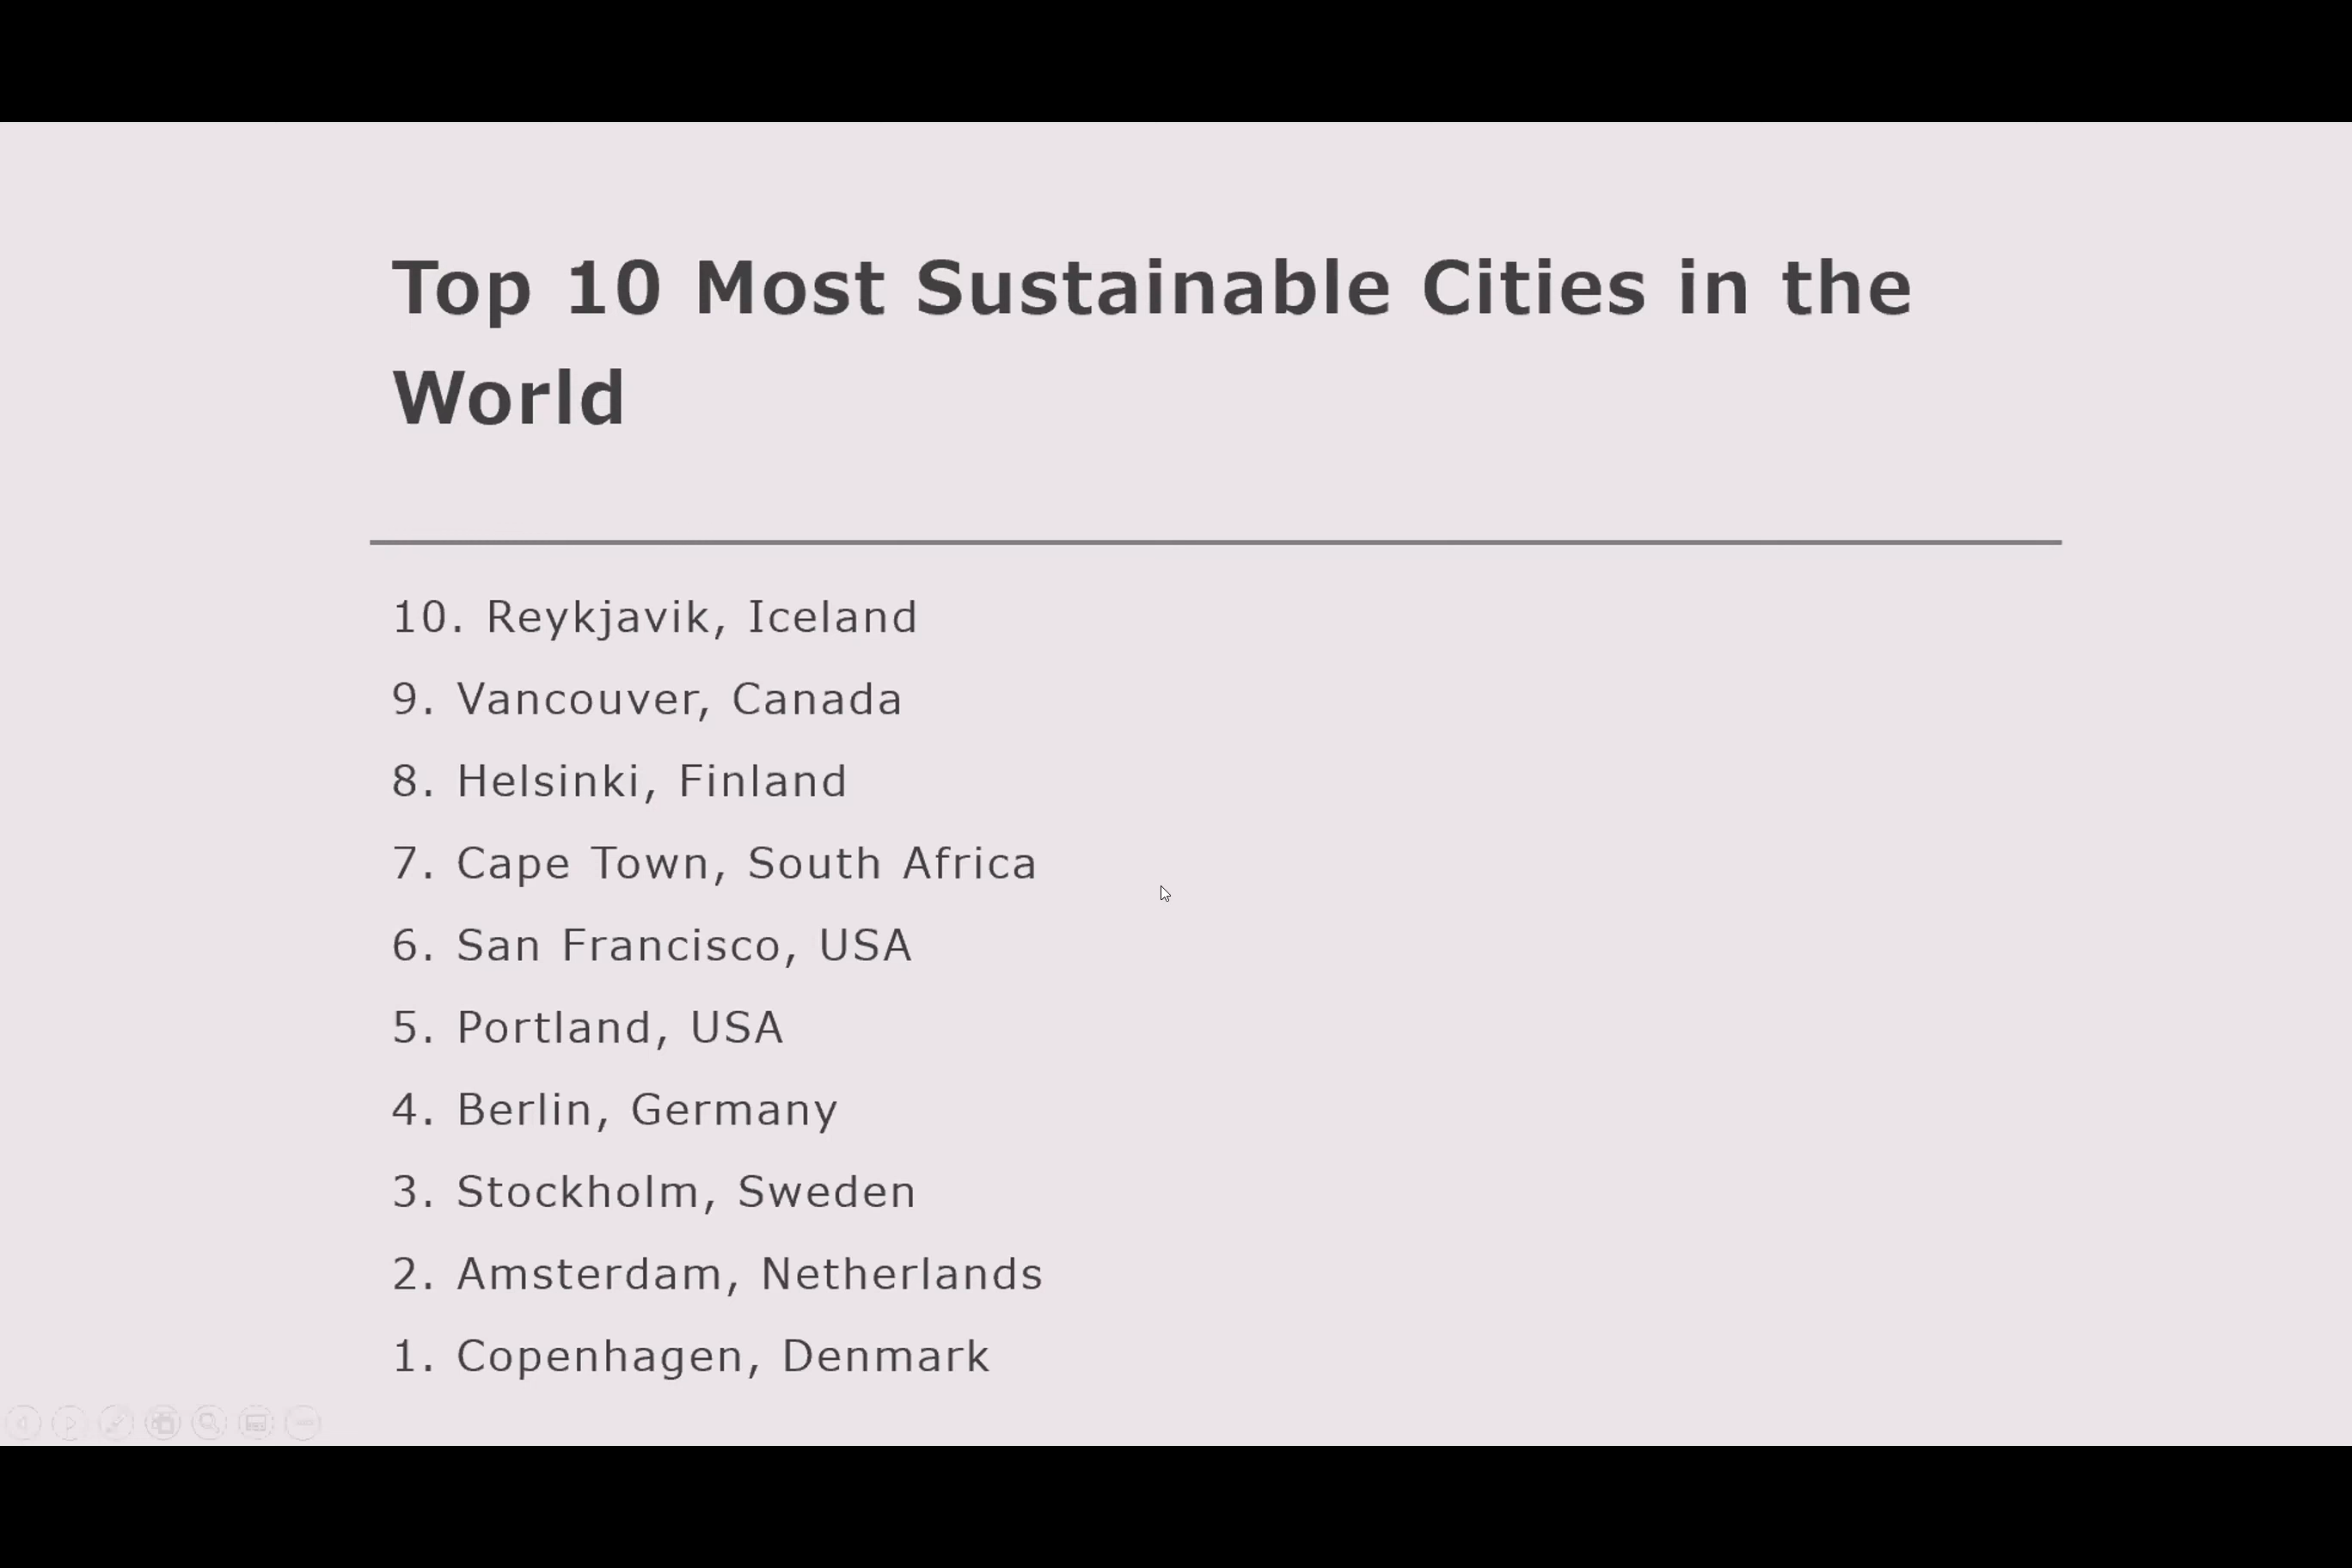 Top 10 Most Sustainable Cities in the
World
10. Reykjavik, Iceland
9. Vancouver, Canada
8. Helsinki, Finland
7. Cape Town, South Africa
6. San Francisco, USA
5. Portland, USA
4. Berlin, Germany
3. Stockholm, Sweden
2. Amsterdam, Netherlands
1. Copenhagen, Denmark